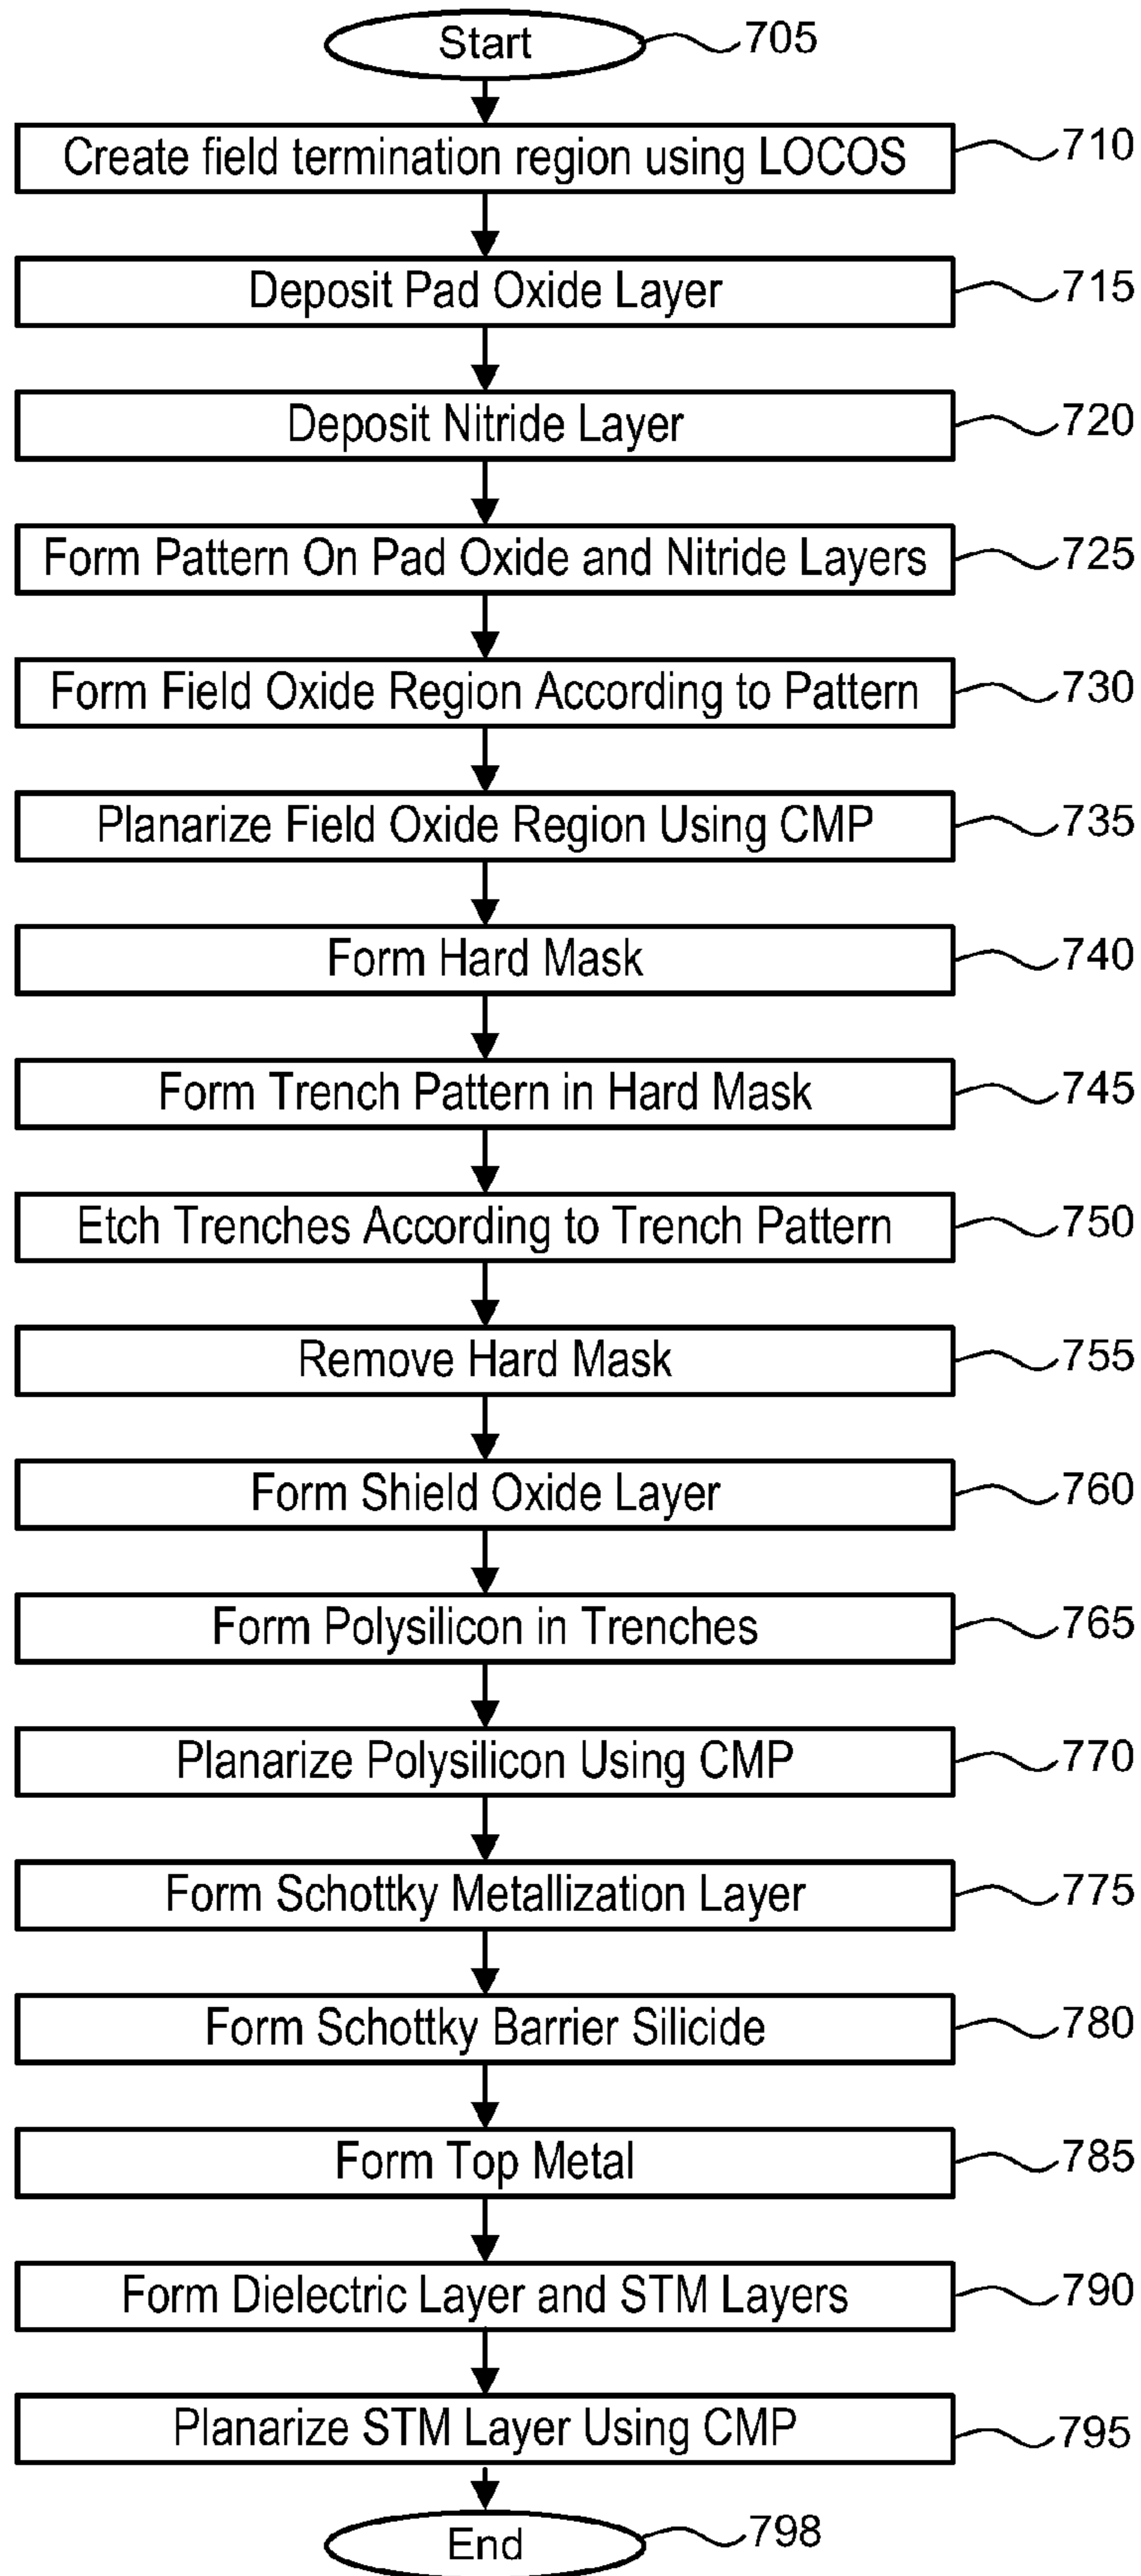 Start 705
Create field termination region using LOCOS 710
Deposit Pad Oxide Layer 715
Deposit Nitride Layer 720
Form Pattern On Pad Oxide and Nitride Layers 725
Form Field Oxide Region According to Pattern 730
Planarize Field Oxide Region Using CMP 735
Form Hard Mask 740
Form Trench Pattern in Hard Mask 745
Etch Trenches According to Trench Pattern 750
Remove Hard Mask 755
Form Shield Oxide Layer 760
Form Polysilicon in Trenches 765
Planarize Polysilicon Using CMP 770
Form Schottky Metallization Layer 775
Form Schottky Barrier Silicide 780
Form Top Metal 785
Form Dielectric Layer and STM Layers 790
Planarize STM Layer Using CMP 795
End 798